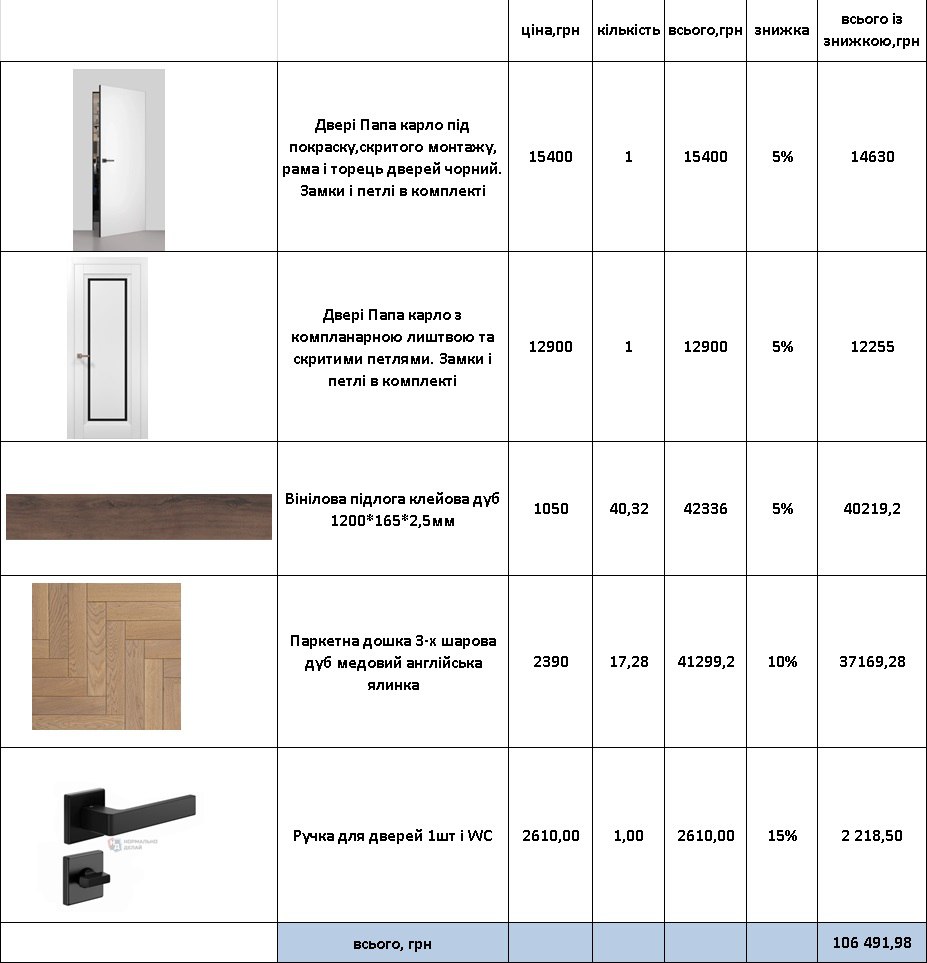 ціна,грн кількість всього,грн знижка всього із
знижкою,грн
Двері Папа карло під
покраску,скритого монтажу,
рама і торець дверей чорний.
Замки і петлі в комплекті
15400 1 15400 5% 14630
Двері Папа карло з
компланарною лиштвою та
скритими петлями. Замки і
петлі в комплекті
12900 1 12900 5% 12255
Вінілова підлога клейова дуб
1200*165*2,5мм
1050 40,32 42336 5% 40219,2
Паркетна дошка 3-х шарова
дуб медовий англійська
ялинка
2390 17,28 41299,2 10% 37169,28
НОРМАЛЬНО
ДЕЛАЙ
Ручка для дверей 1шт і WC 2610,00 1,00 2610,00 15% 2 218,50
всього, грн 106 491,98